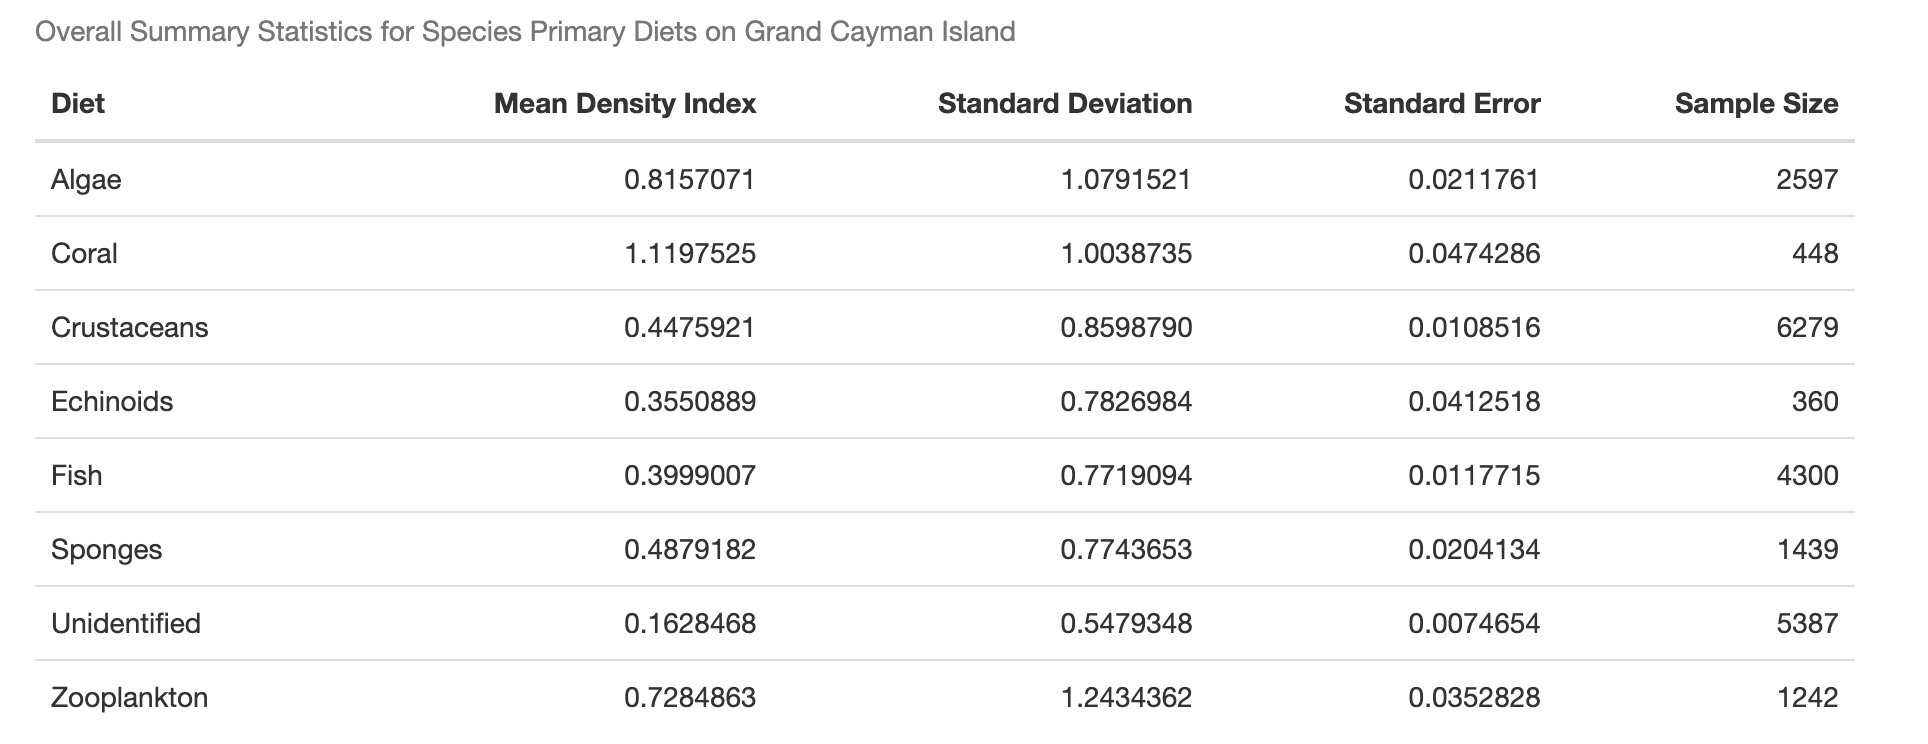 Overall Summary Statistics for Species Primary Diets on Grand Cayman Island
Diet Mean Density Index Standard Deviation Standard Error Sample Size
Algae 0.8157071 1.0791521 0.0211761 2597
Coral 1.1197525 1.0038735 0.0474286 448
Crustaceans 0.4475921 0.8598790 0.0108516 6279
Echinoids 0.3550889 0.7826984 0.0412518 360
Fish 0.3999007 0.7719094 0.0117715 4300
Sponges 0.4879182 0.7743653 0.0204134 1439
Unidentified 0.1628468 0.5479348 0.0074654 5387
Zooplankton 0.7284863 1.2434362 0.0352828 1242